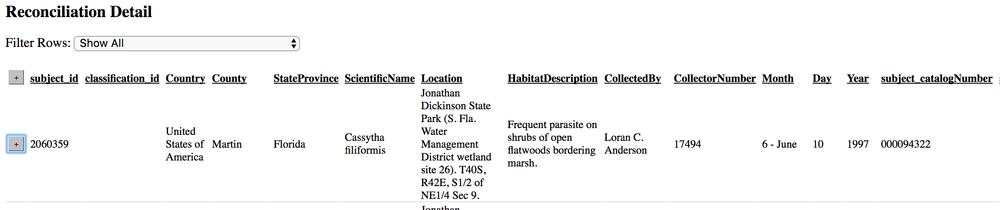 Reconciliation Detail
Filter Rows: Show All
+ subject_id classification_id Country County StateProvince ScientificName Location HabitatDescription CollectedBy CollectorNumber Month Day Year subject_catalogNumber
+
2060359
United
States of
America
Martin
Florida
Cassytha
filiformis
Jonathan
Dickinson State
Park (S. Fla.
Water
Management
District wetland
site 26). T40S,
R42E, S1/2 of
NE1/4 Sec 9.
Frequent parasite on
shrubs of open
flatwoods bordering
marsh.
Loran C.
Anderson
17494
6 - June
10
1997
000094322
Jonathan